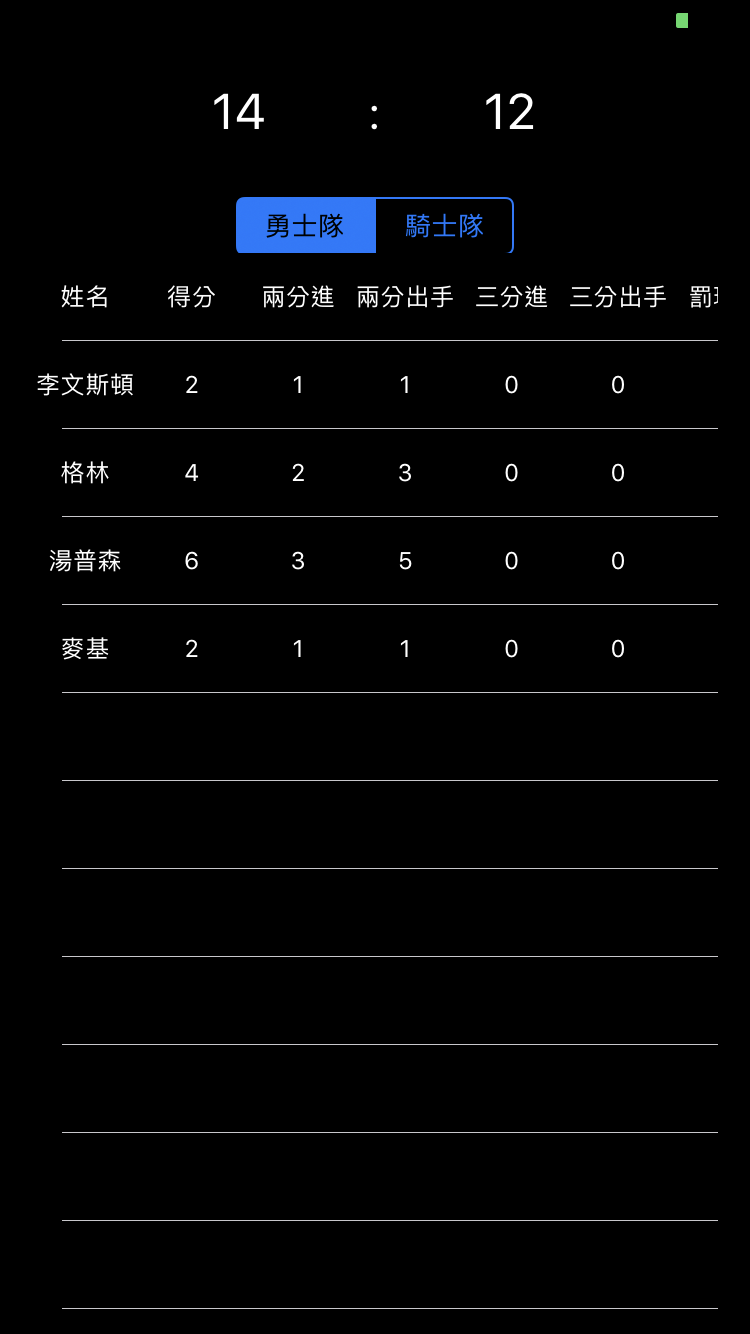 14 : 12
勇士隊 騎士隊
姓名 得分 兩分進 兩分出手 三分進 三分出手 罰
李文斯頓 2 1 1 0 0
格林 4 2 3 0 0
湯普森 6 3 5 0 0
麥基 2 1 1 0 0